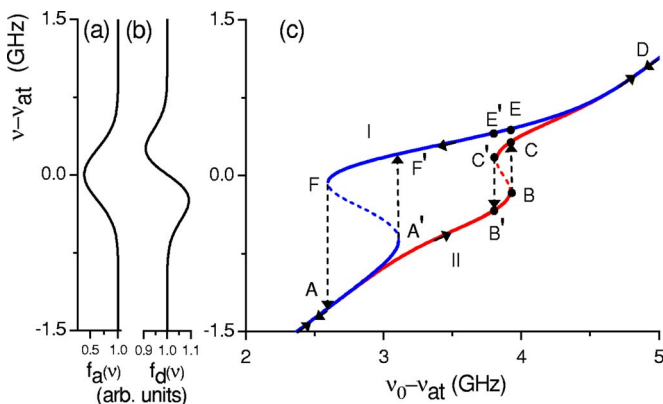 (a) (b) (c)
ν−νat (GHz)
1.5
0.0
-1.5
0.5 1.0
0.9 1.0 1.1
fa(ν) fd(ν)
(arb. units)
1.5
0.0
-1.5
2 3 4 5
ν0−νat (GHz)
D
E' E
I
F'
C' C
F
B
A'
B'
II
A